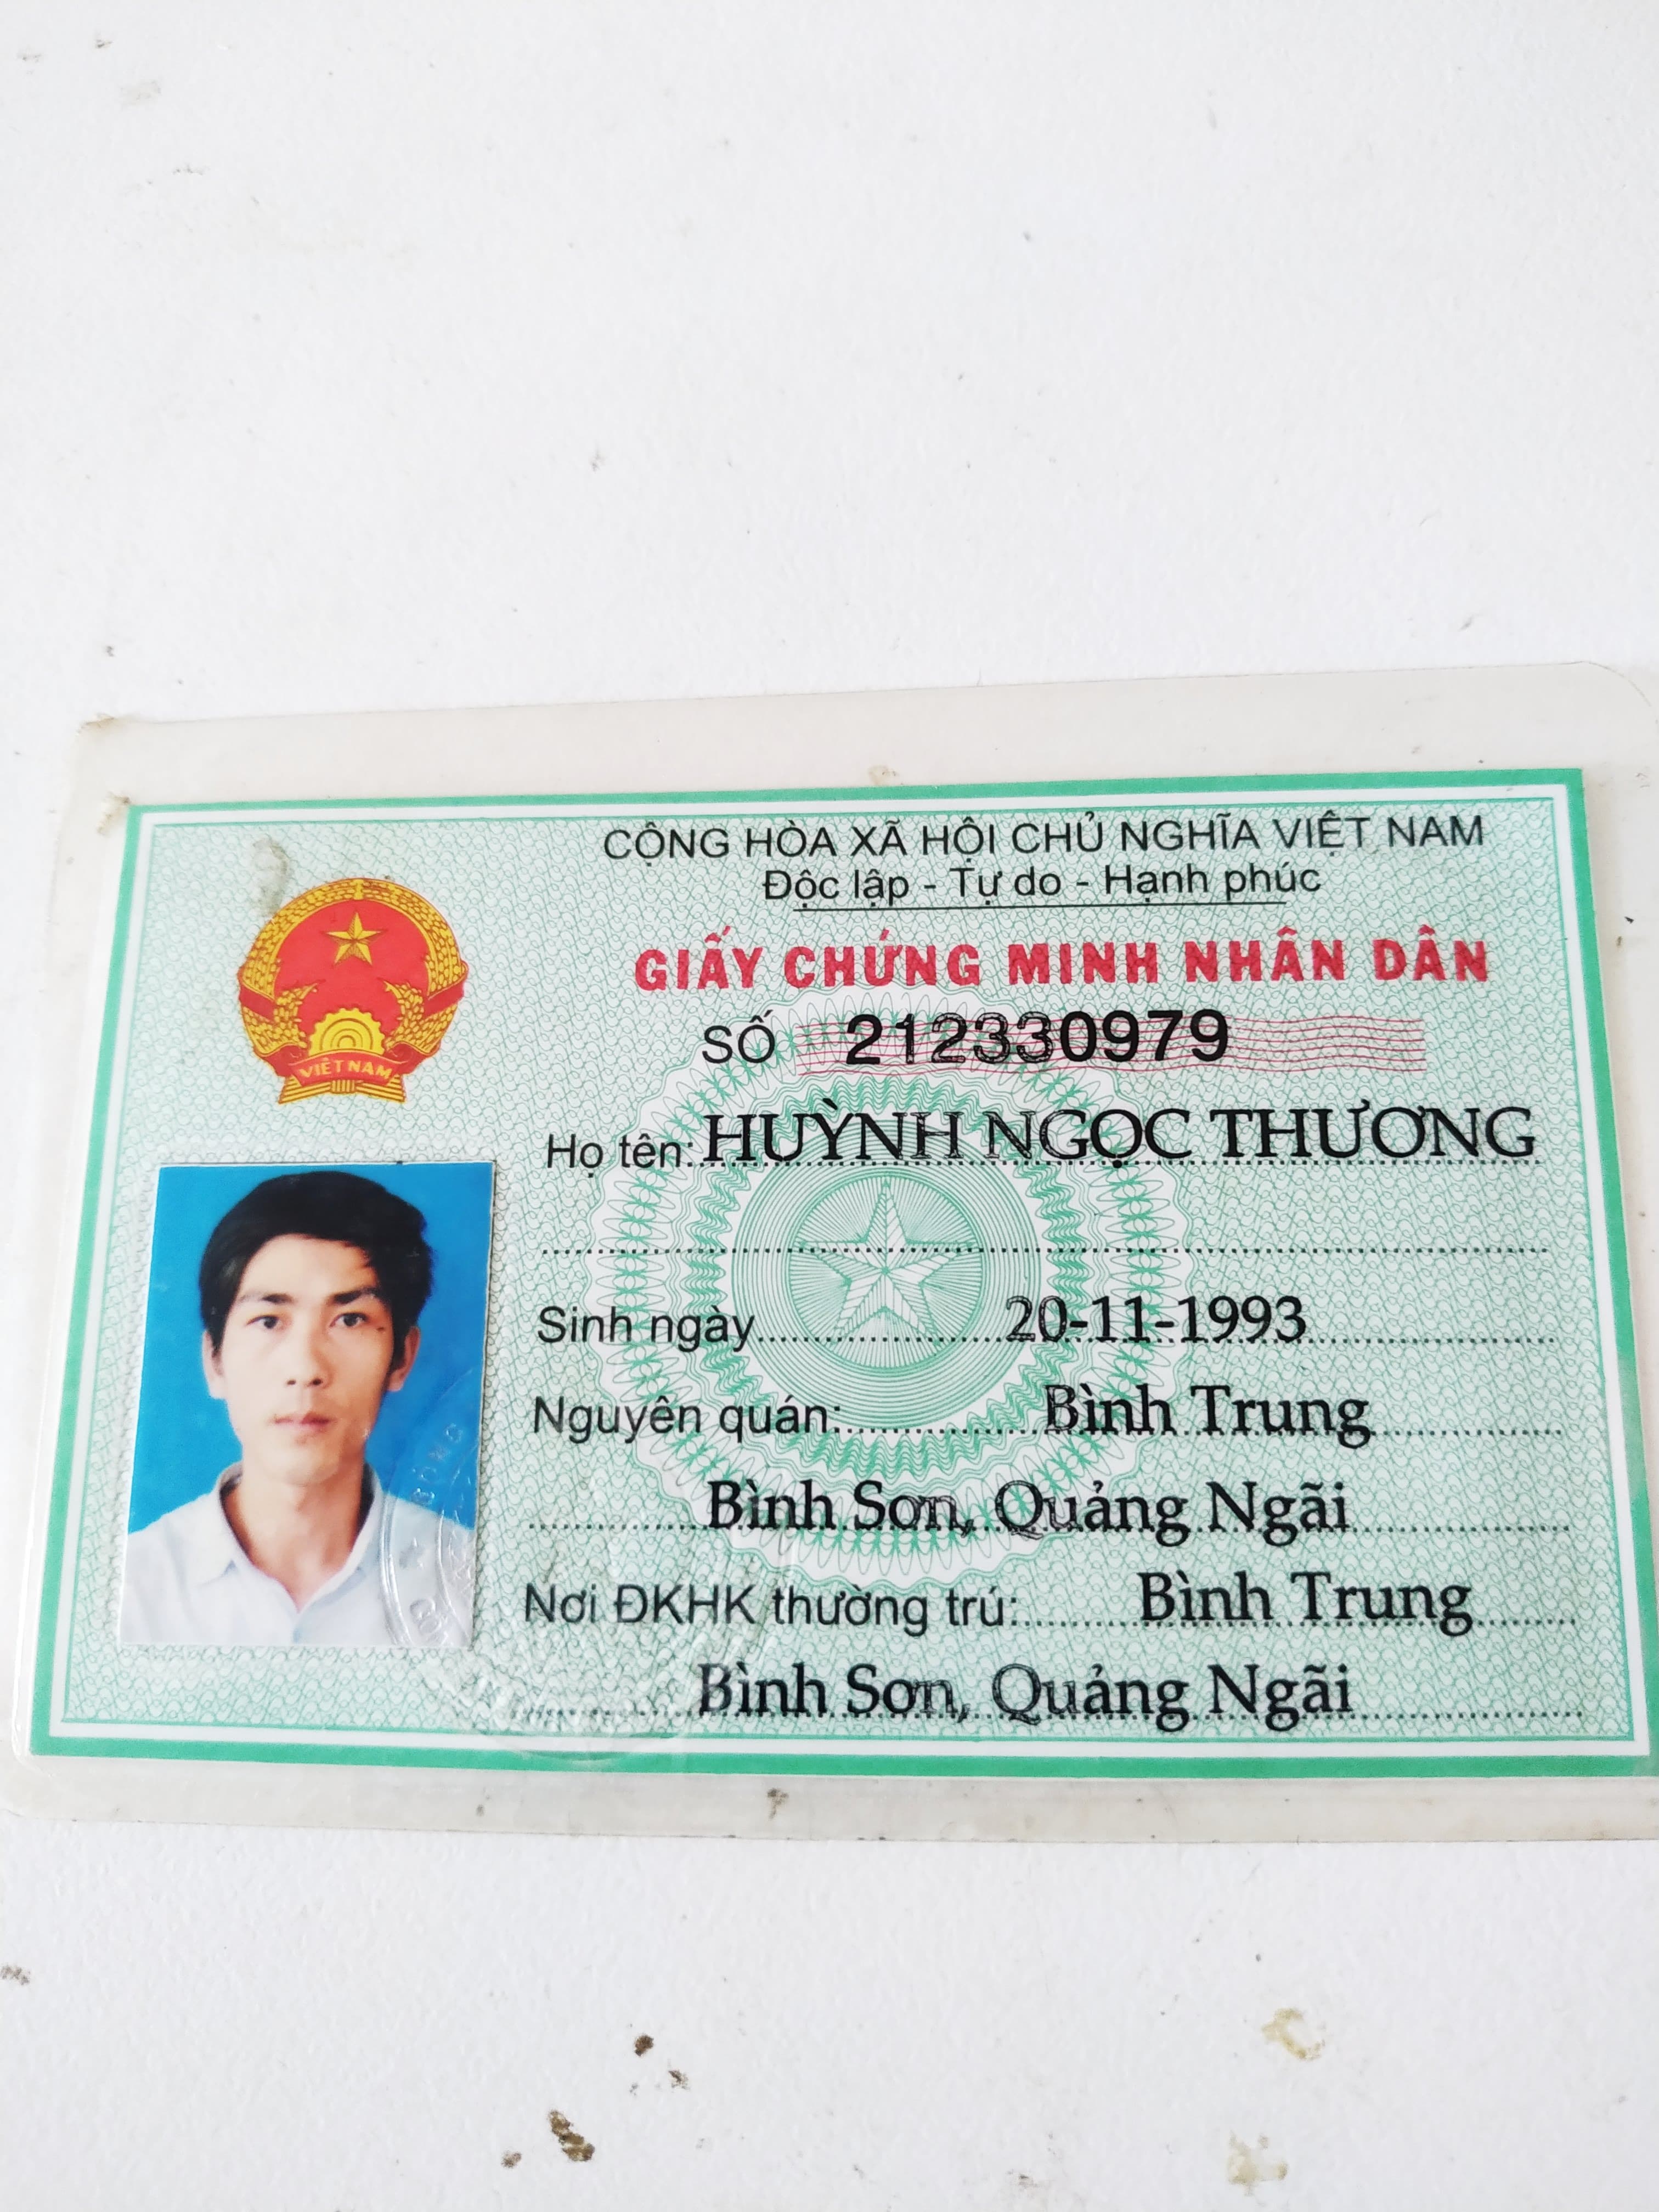 CỘNG HÒA XÃ HỘI CHỦ NGHĨA VIỆT NAM
Độc lập - Tự do - Hạnh phúc
GIẤY CHỨNG MINH NHÂN DÂN
SỐ 212330979
Họ tên: HUỲNH NGỌC THƯƠNG
Sinh ngày 20-11-1993
Nguyên quán: Bình Trung
Bình Sơn, Quảng Ngãi
Nơi ĐKHK thường trú: Bình Trung
Bình Sơn, Quảng Ngãi
VIỆT NAM